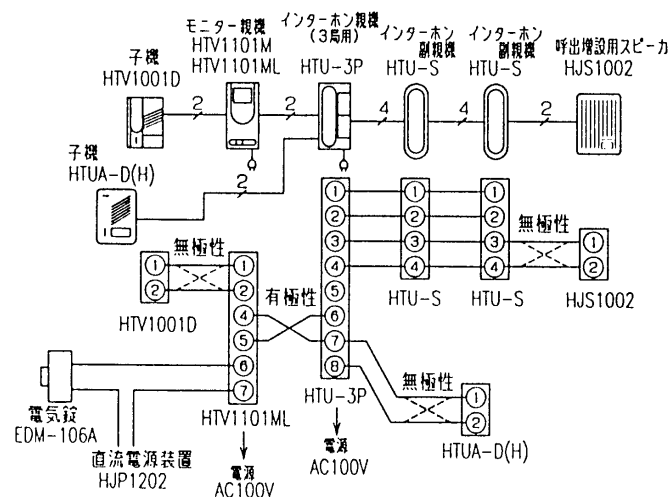 子機
HTV1001D
モニター親機
HTV1101M
HTV1101ML
インターホン親機
(3局用)
HTU-3P
インターホン
副親機
HTU-S
インターホン
副親機
HTU-S
呼出増設用スピーカ
HJS1002
2
2
4
4
2
子機
HTUA-D(H)
2
無極性
① ①
② ②
HTV1001D
④
⑤
⑥
⑦
HTV1101ML
有極性
① ① ①
② ② ②
③ ③ ③
④ ④ ④
⑤
⑥
⑦
⑧
HTU-3P
HTU-S
HTU-S
無極性
①
②
HJS1002
無極性
①
②
HTUA-D(H)
電気錠
EDM-106A
直流電源装置
HJP1202
電源
AC100V
電源
AC100V